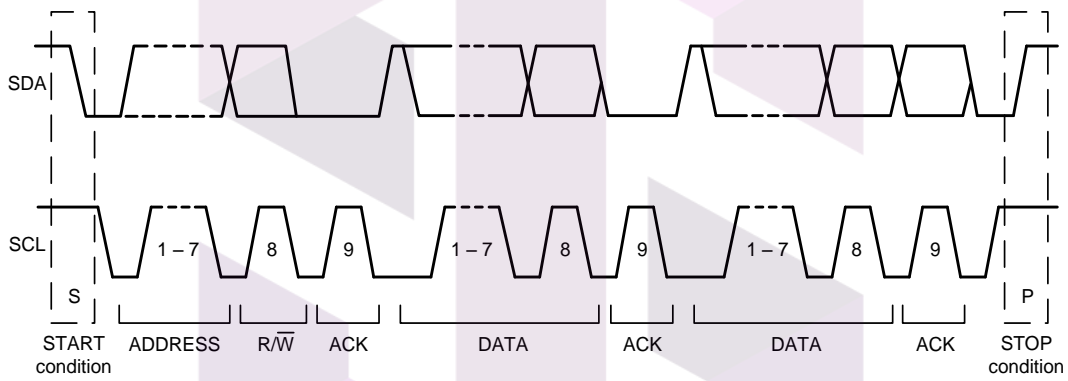 SDA
SCL
1 – 7 8 9 1 – 7 8 9 1 – 7 8 9
S P
START ADDRESS R/W̅ ACK DATA ACK DATA ACK STOP
condition condition